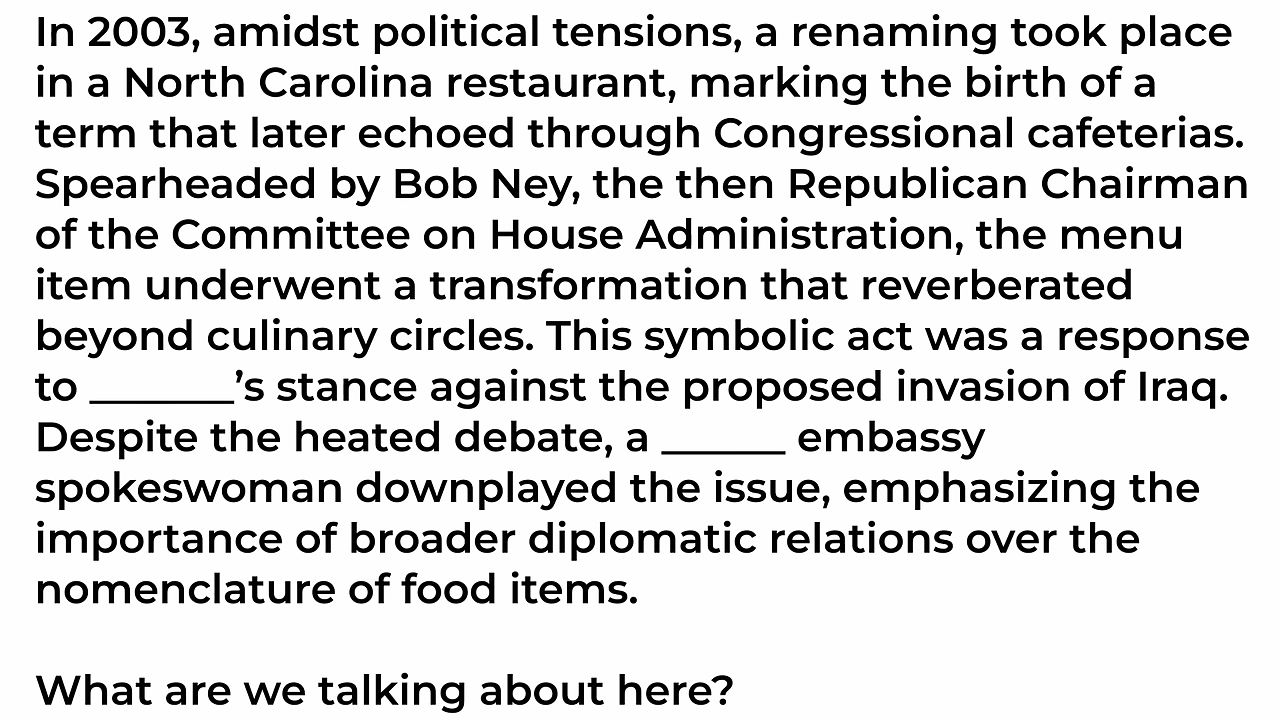 In 2003, amidst political tensions, a renaming took place
in a North Carolina restaurant, marking the birth of a
term that later echoed through Congressional cafeterias.
Spearheaded by Bob Ney, the then Republican Chairman
of the Committee on House Administration, the menu
item underwent a transformation that reverberated
beyond culinary circles. This symbolic act was a response
to _______’s stance against the proposed invasion of Iraq.
Despite the heated debate, a ______ embassy
spokeswoman downplayed the issue, emphasizing the
importance of broader diplomatic relations over the
nomenclature of food items.
What are we talking about here?